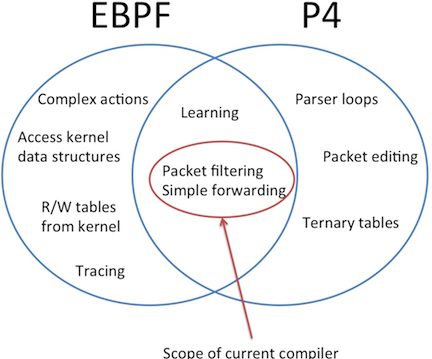 EBPF
P4
Complex actions
Access kernel
data structures
R/W tables
from kernel
Tracing
Learning
Packet filtering
Simple forwarding
Parser loops
Packet editing
Ternary tables
Scope of current compiler